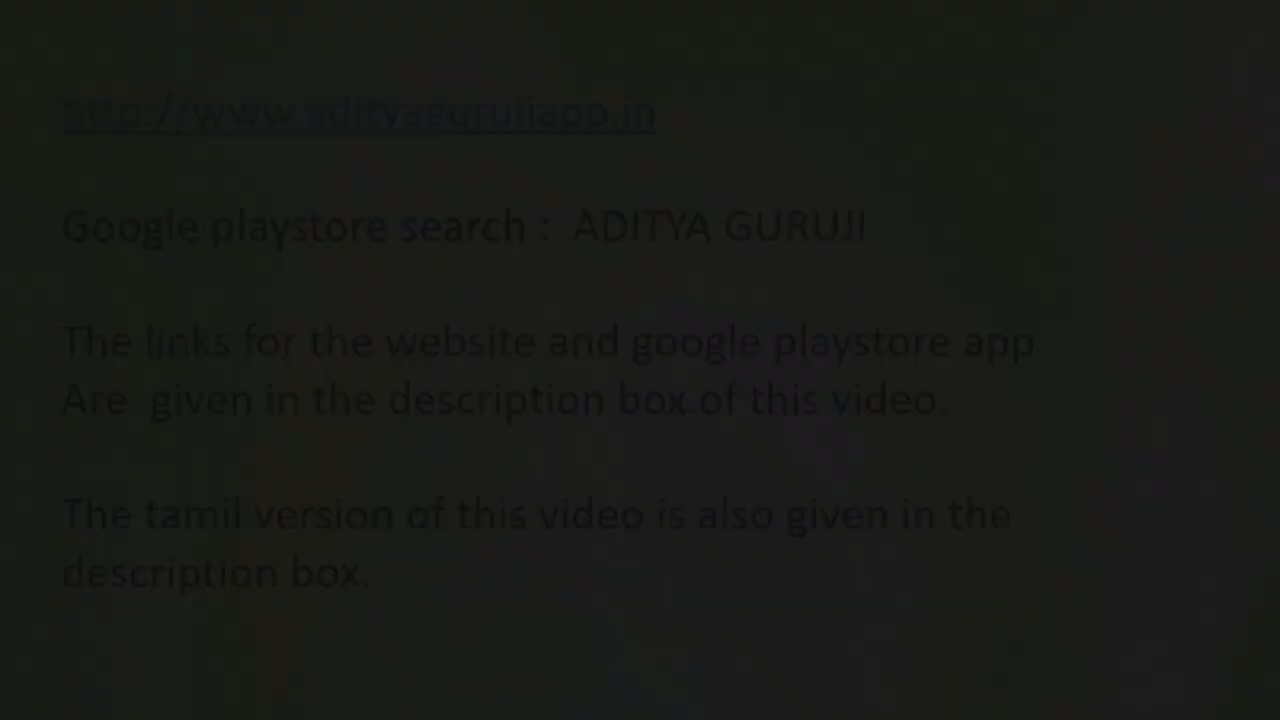 http://www.adityagurujiapp.in
Google playstore search : ADITYA GURUJI
The links for the website and google playstore app
Are given in the description box of this video.
The tamil version of this video is also given in the
description box.